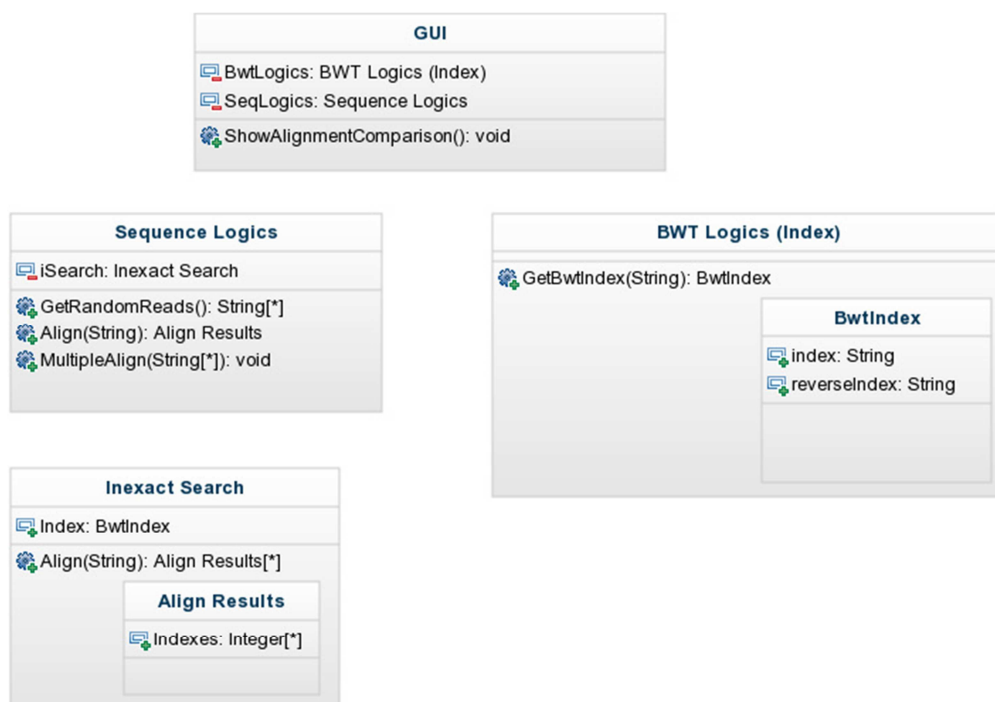 GUI
BwtLogics: BWT Logics (Index)
SeqLogics: Sequence Logics
ShowAlignmentComparison(): void
Sequence Logics
iSearch: Inexact Search
GetRandomReads(): String[*]
Align(String): Align Results
MultipleAlign(String[*]): void
BWT Logics (Index)
GetBwtIndex(String): BwtIndex
BwtIndex
index: String
reverseIndex: String
Inexact Search
Index: BwtIndex
Align(String): Align Results[*]
Align Results
Indexes: Integer[*]